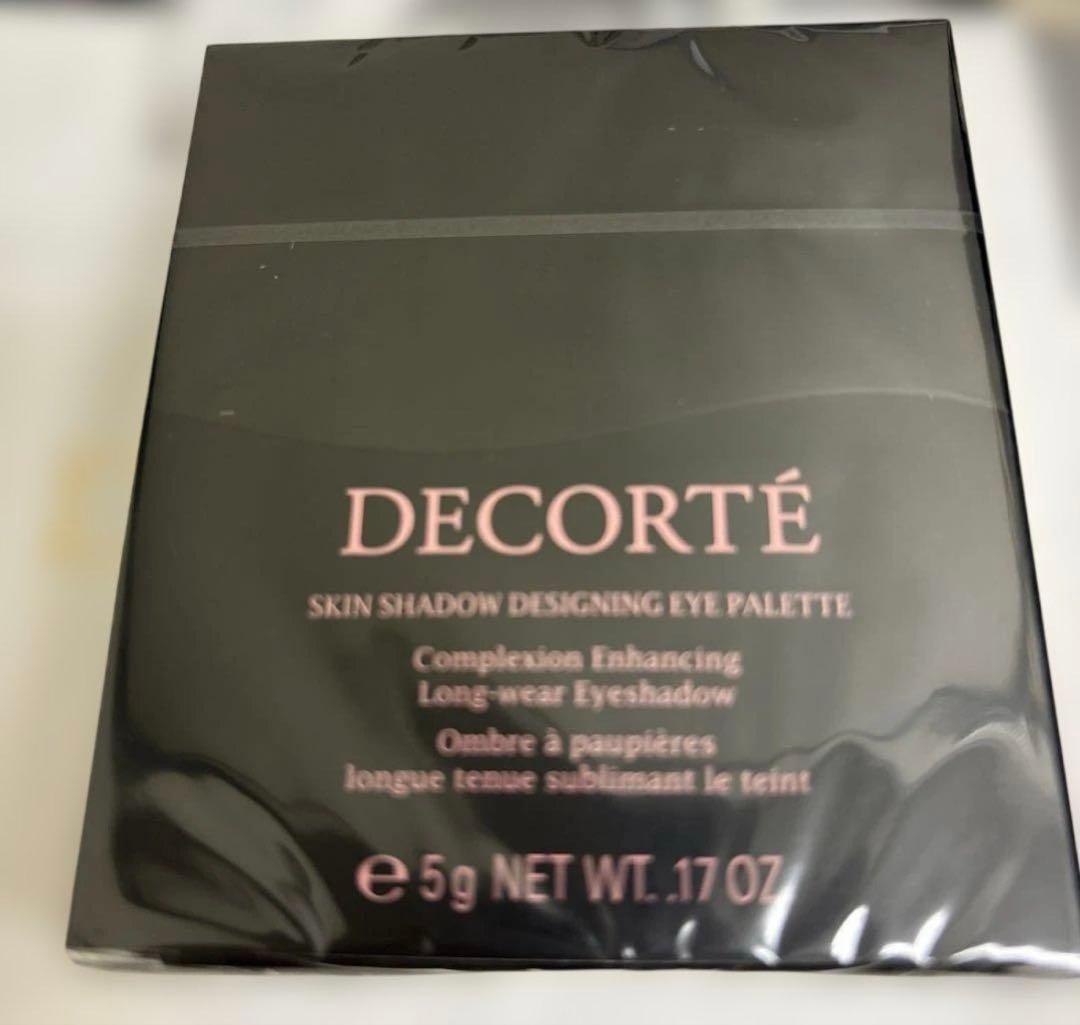 DECORTÉ
SKIN SHADOW DESIGNING EYE PALETTE
Complexion Enhancing
Long-wear Eyeshadow
Ombre à paupières
longue tenue sublimant le teint
℮ 5g NET WT. .17 OZ